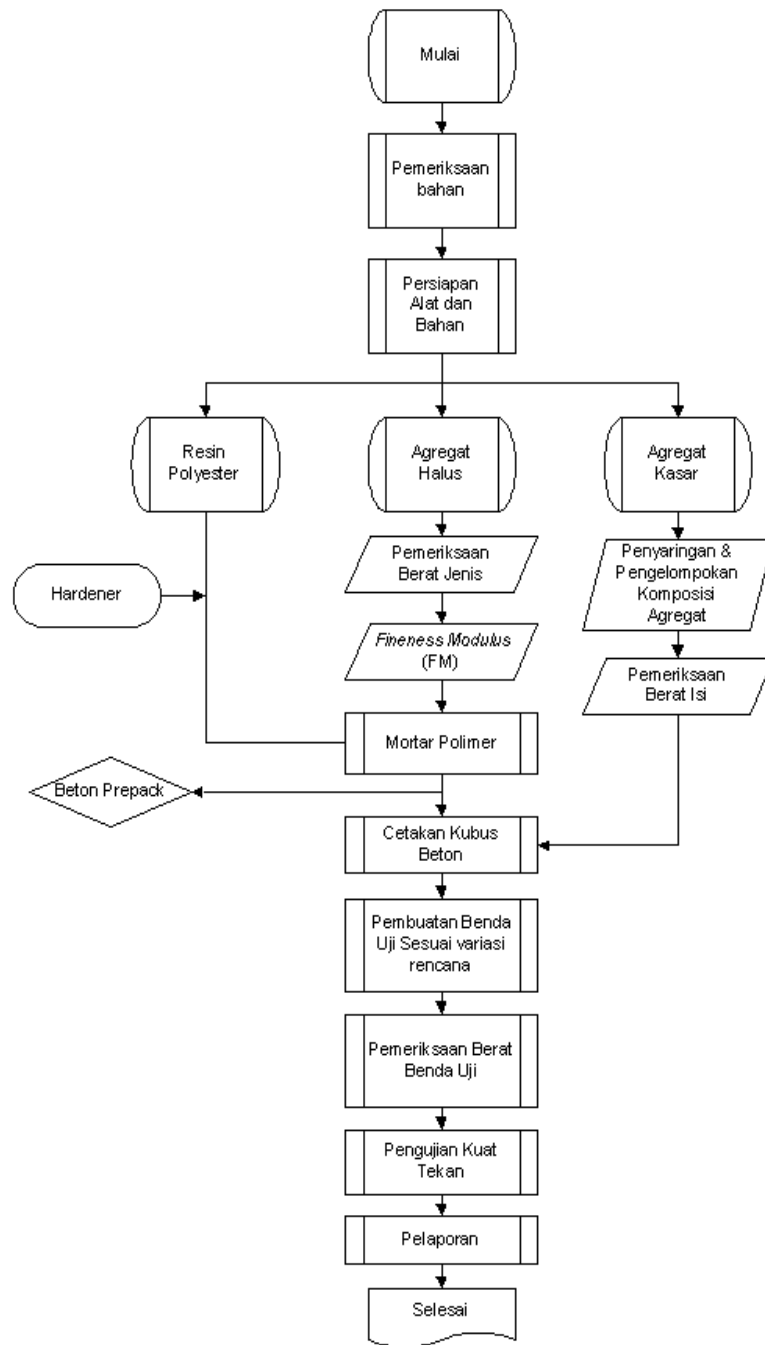 Mulai
Pemeriksaan
bahan
Persiapan
Alat dan
Bahan
Resin
Polyester
Agregat
Halus
Agregat
Kasar
Hardener
Pemeriksaan
Berat Jenis
Penyaringan &
Pengelompokan
Komposisi
Agregat
Fineness Modulus
(FM)
Pemeriksaan
Berat Isi
Mortar Polimer
Beton Prepack
Cetakan Kubus
Beton
Pembuatan Benda
Uji Sesuai variasi
rencana
Pemeriksaan Berat
Benda Uji
Pengujian Kuat
Tekan
Pelaporan
Selesai